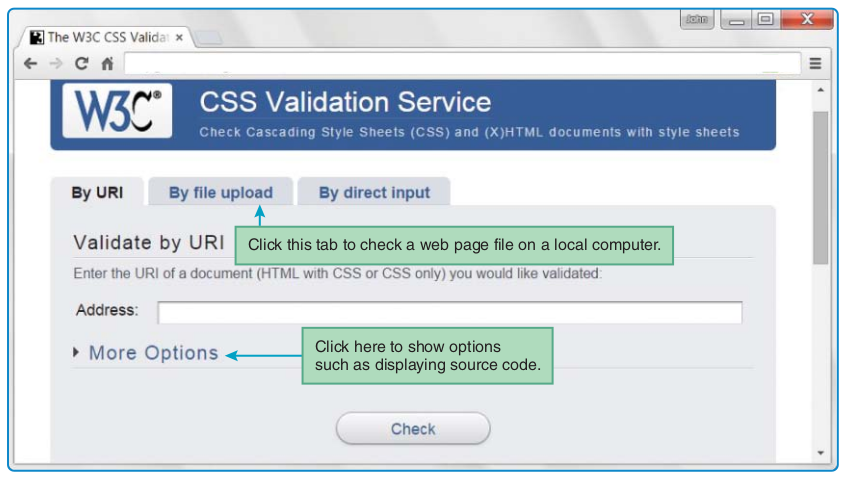 John
The W3C CSS Validat
W3C®
CSS Validation Service
Check Cascading Style Sheets (CSS) and (X)HTML documents with style sheets
By URI By file upload By direct input
Validate by URI
Click this tab to check a web page file on a local computer.
Enter the URI of a document (HTML with CSS or CSS only) you would like validated:
Address:
More Options
Click here to show options
such as displaying source code.
Check